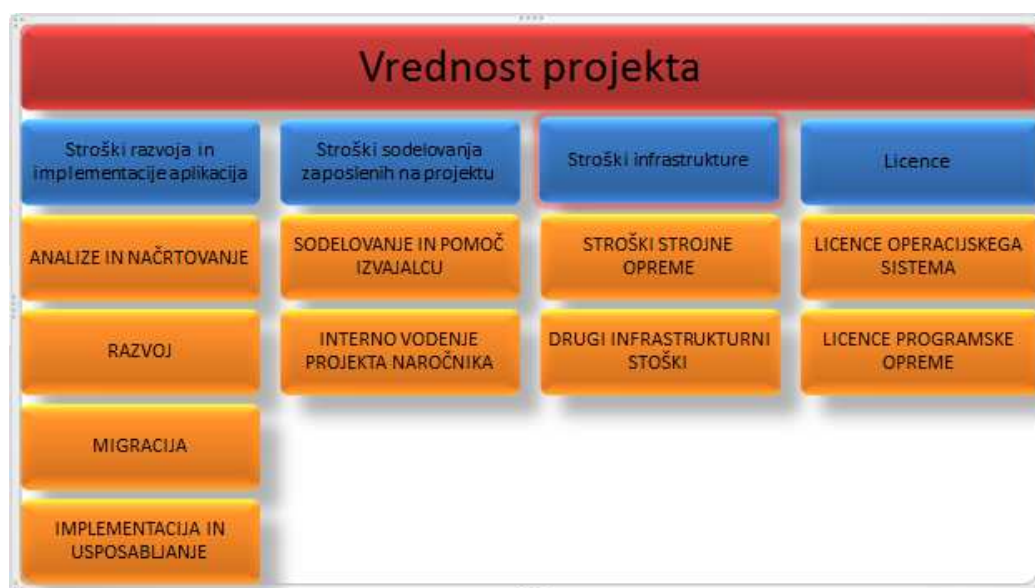 Vrednost projekta
Stroški razvoja in
implementacije aplikacija
Stroški sodelovanja
zaposlenih na projektu
Stroški infrastrukture
Licence
ANALIZE IN NAČRTOVANJE
SODELOVANJE IN POMOČ
IZVAJALCU
STROŠKI STROJNE
OPREME
LICENCE OPERACIJSKEGA
SISTEMA
RAZVOJ
INTERNO VODENJE
PROJEKTA NAROČNIKA
DRUGI INFRASTRUKTURNI
STOŠKI
LICENCE PROGRAMSKE
OPREME
MIGRACIJA
IMPLEMENTACIJA IN
USPOSABLJANJE